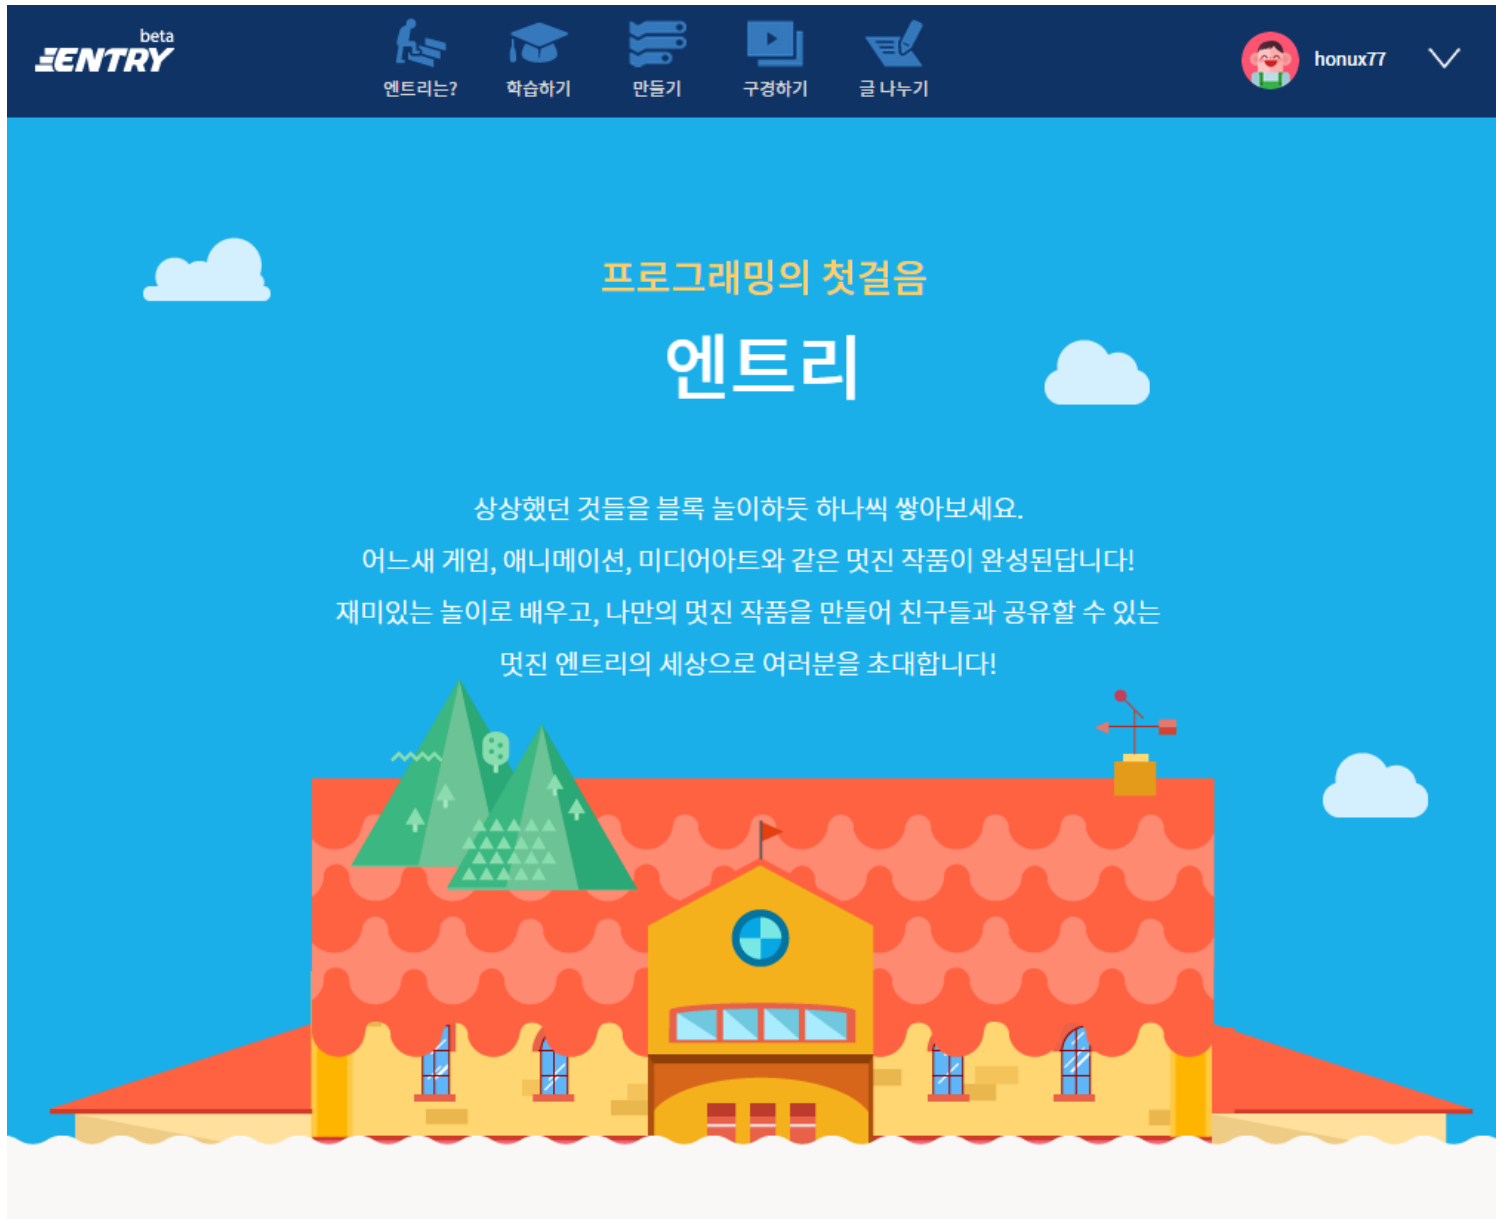 beta
ENTRY
엔트리는?
학습하기
만들기
구경하기
글 나누기
honux77
프로그래밍의 첫걸음
엔트리
상상했던 것들을 블록 놀이하듯 하나씩 쌓아보세요.
어느새 게임, 애니메이션, 미디어아트와 같은 멋진 작품이 완성된답니다!
재미있는 놀이로 배우고, 나만의 멋진 작품을 만들어 친구들과 공유할 수 있는
멋진 엔트리의 세상으로 여러분을 초대합니다!